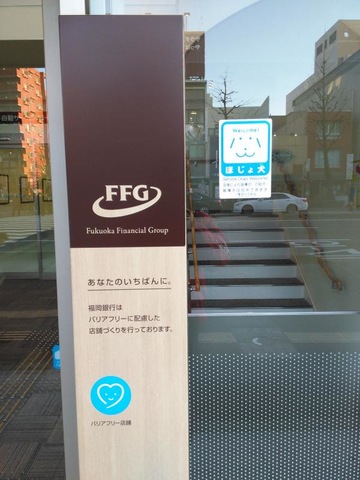 FFG
Fukuoka Financial Group
あなたのいちばんに。
福岡銀行は
バリアフリーに配慮した
店舗づくりを行っております。
バリアフリー店舗
Welcome!
ほじょ犬